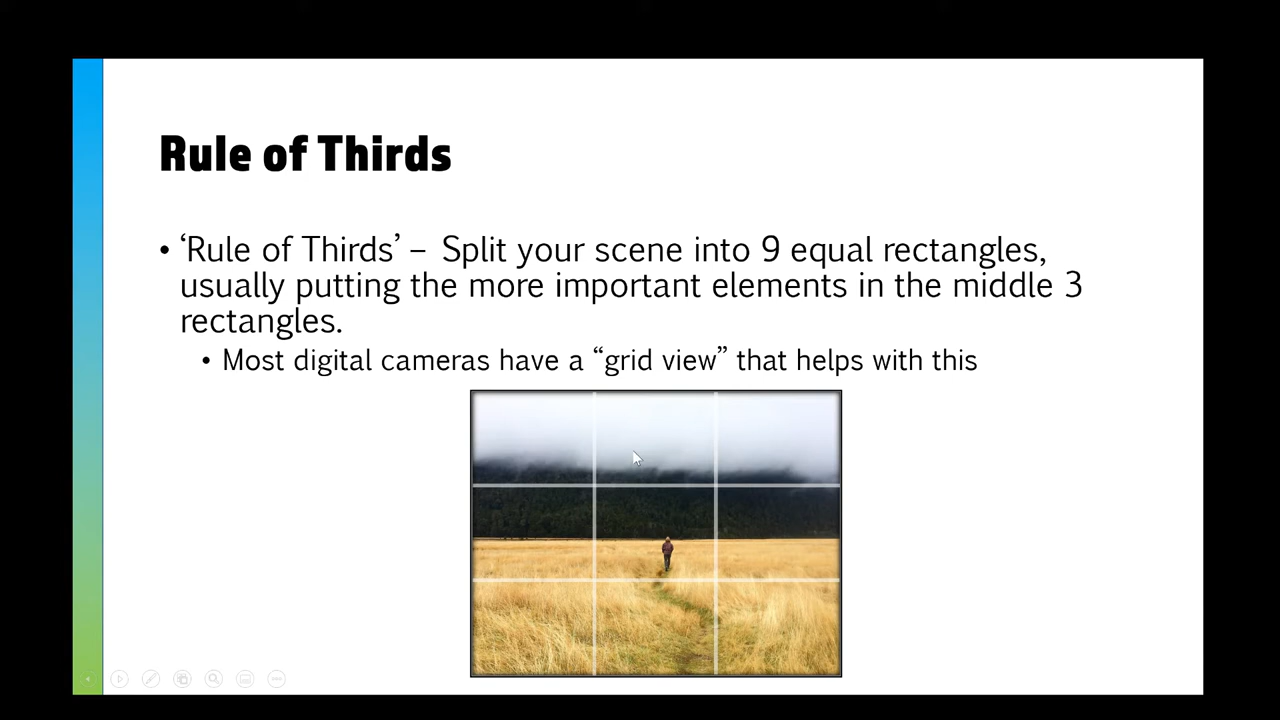 Rule of Thirds
• ‘Rule of Thirds’ – Split your scene into 9 equal rectangles,
usually putting the more important elements in the middle 3
rectangles.
• Most digital cameras have a “grid view” that helps with this